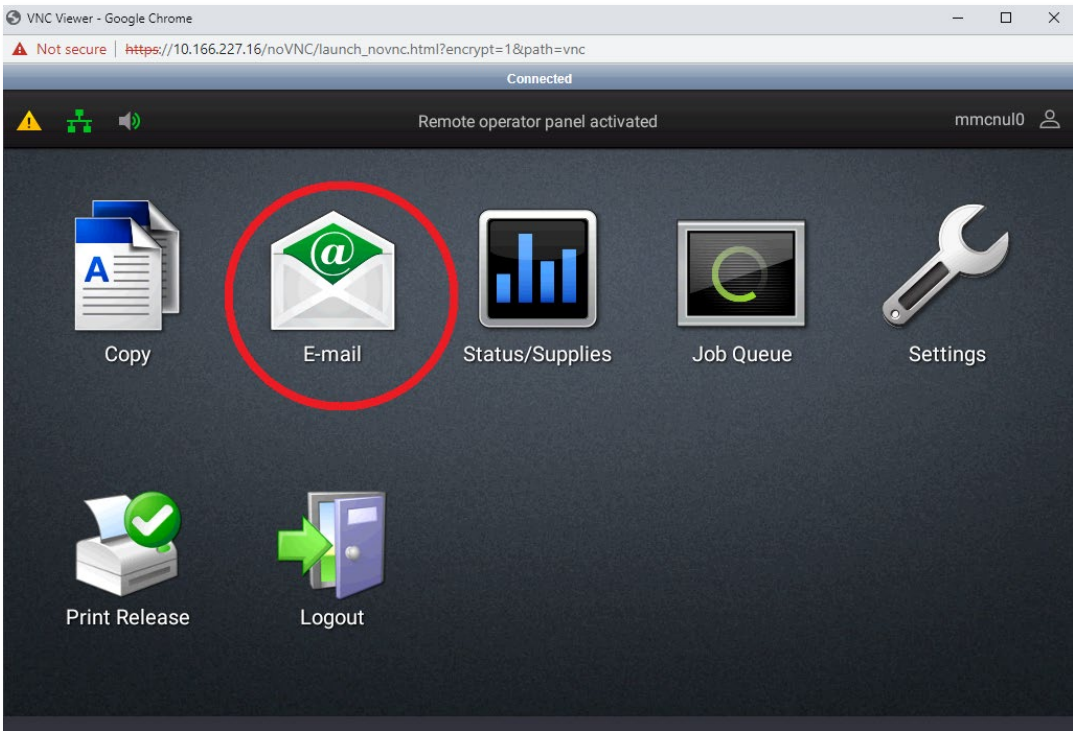 VNC Viewer - Google Chrome
Not secure | https://10.166.227.16/noVNC/launch_novnc.html?encrypt=1&path=vnc
Connected
Remote operator panel activated
mmcnul0
A
@
Copy
E-mail
Status/Supplies
Job Queue
Settings
Print Release
Logout